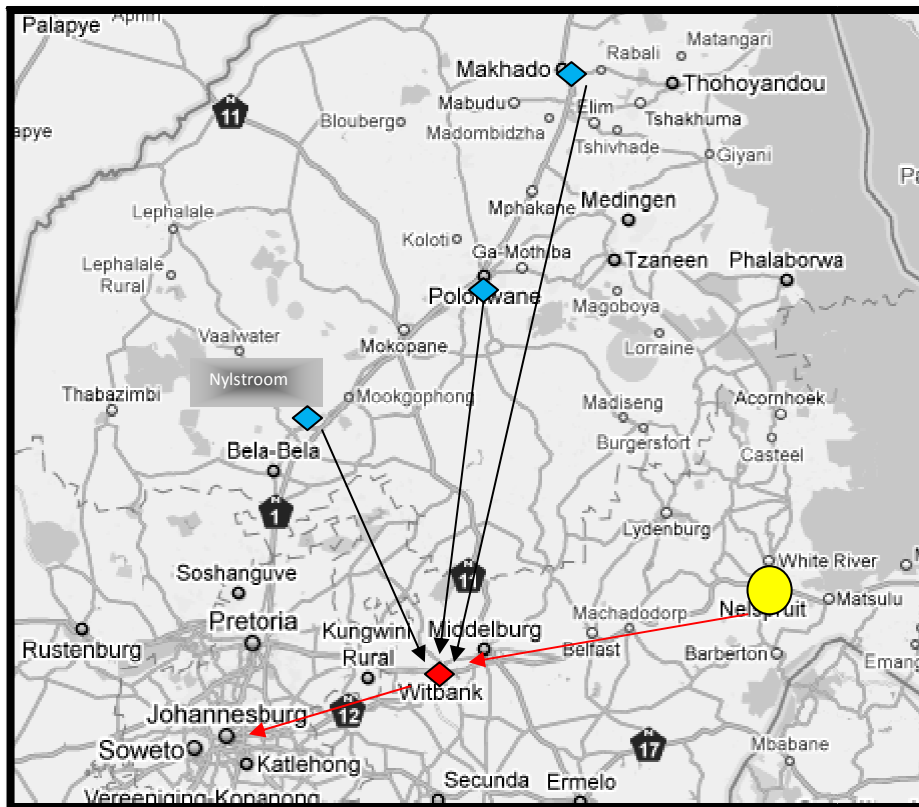 Palapye
Makhado
Rabali
Matangari
Thohoyandou
Mabudu
Elim
Tshakhuma
N
11
Blouberg
Madombidzha
Tshivhade
apye
Giyani
Mphakane
Medingen
Lephalale
Koloti
Ga-Mothiba
Tzaneen
Phalaborwa
Lephalale
Rural
Magoboya
Vaalwater
Mokopane
Lorraine
Nylstroom
Thabazimbi
Mookgophong
Madiseng
Acornhoek
Burgersfort
Bela-Bela
Casteel
N
1
Lydenburg
White River
N
11
Soshanguve
Machadodorp
Nelspruit
Matsulu
Pretoria
Kungwini
Rural
Middelburg
Belfast
Rustenburg
Barberton
Emang
Witbank
N
12
Johannesburg
Soweto
N
17
Katlehong
Mbabane
Secunda
Ermelo
Vereeniging
Kopanong